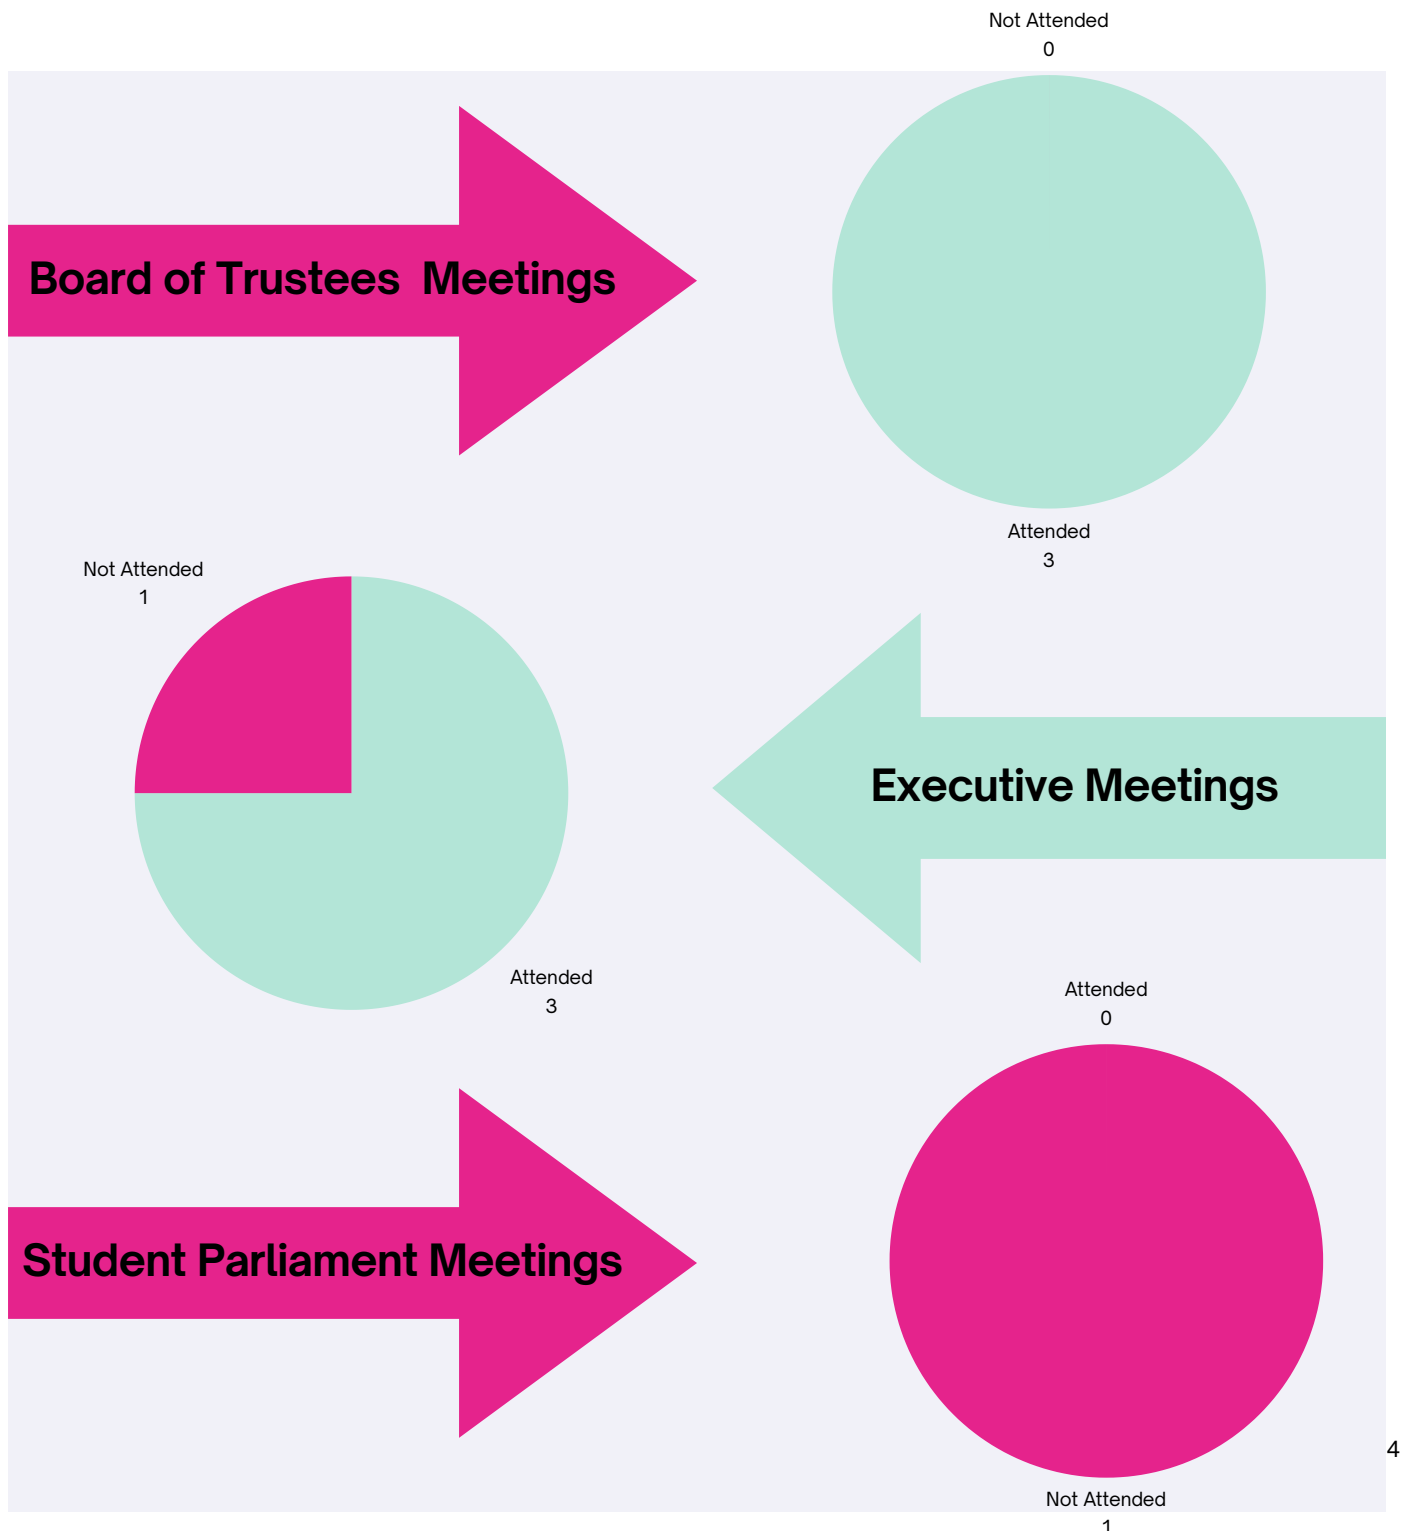 Not Attended
0
Board of Trustees  Meetings
Attended
3
Not Attended
1
Executive Meetings
Attended
3
Attended
0
Student Parliament Meetings
4
Not Attended
1